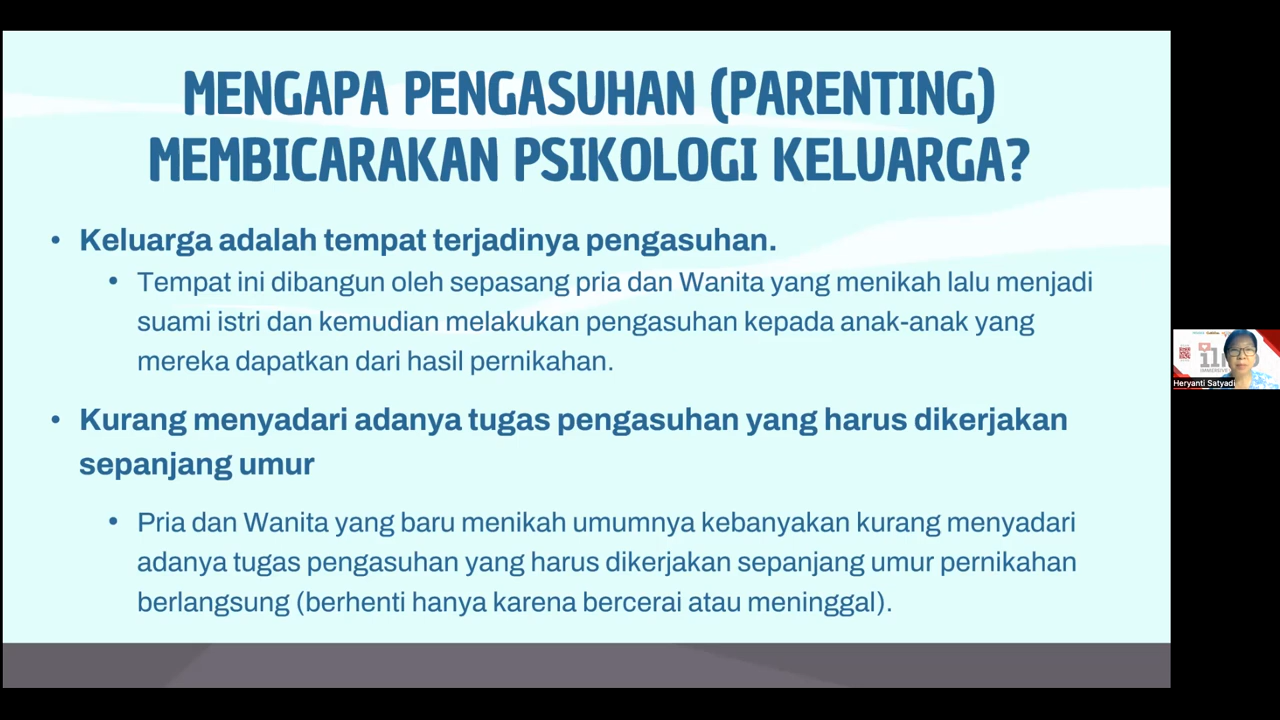 MENGAPA PENGASUHAN (PARENTING)
MEMBICARAKAN PSIKOLOGI KELUARGA?
• Keluarga adalah tempat terjadinya pengasuhan.
• Tempat ini dibangun oleh sepasang pria dan Wanita yang menikah lalu menjadi
suami istri dan kemudian melakukan pengasuhan kepada anak-anak yang
mereka dapatkan dari hasil pernikahan.
• Kurang menyadari adanya tugas pengasuhan yang harus dikerjakan
sepanjang umur
• Pria dan Wanita yang baru menikah umumnya kebanyakan kurang menyadari
adanya tugas pengasuhan yang harus dikerjakan sepanjang umur pernikahan
berlangsung (berhenti hanya karena bercerai atau meninggal).
Heryanti Satyadi